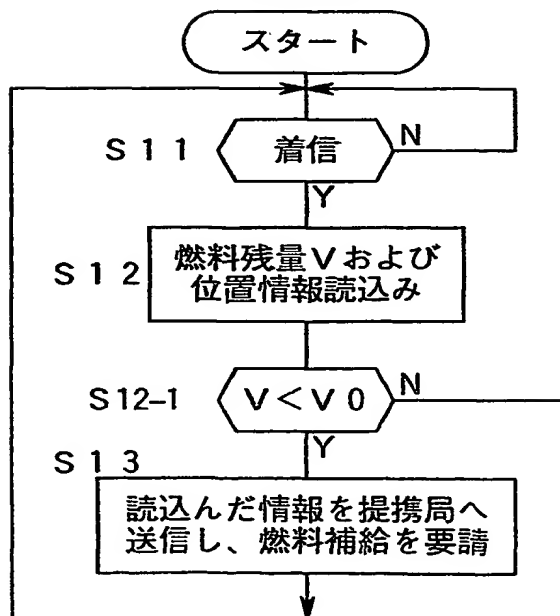 スタート
S11 着信 N
Y
S12 燃料残量Vおよび
位置情報読込み
S12-1 V<V0 N
Y
S13
読込んだ情報を提携局へ
送信し、燃料補給を要請